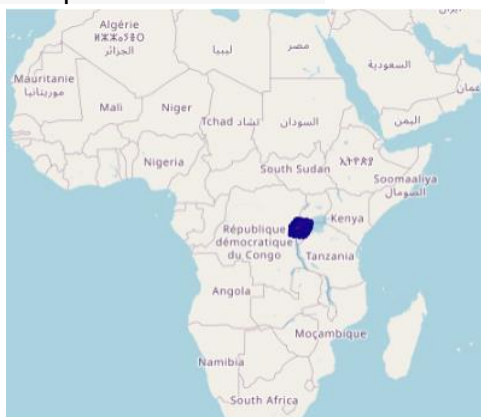 Algérie
ⵍⵣⵣⴰⵢⴻⵔ
الجزائر
ليبيا
مصر
السعودية
Mauritanie
موريتانيا
عمان
Mali
Niger
Tchad تشاد
السودان
اليمن
Nigeria
South Sudan
ኢትዮጵያ
Soomaaliya
الصومال
République
démocratique
du Congo
Kenya
Tanzania
Angola
Moçambique
Namibia
South Africa